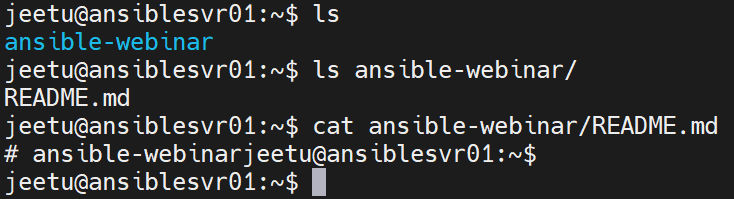 jeetu@ansiblesvr01:~$ ls
ansible-webinar
jeetu@ansiblesvr01:~$ ls ansible-webinar/
README.md
jeetu@ansiblesvr01:~$ cat ansible-webinar/README.md
# ansible-webinarjeetu@ansiblesvr01:~$
jeetu@ansiblesvr01:~$